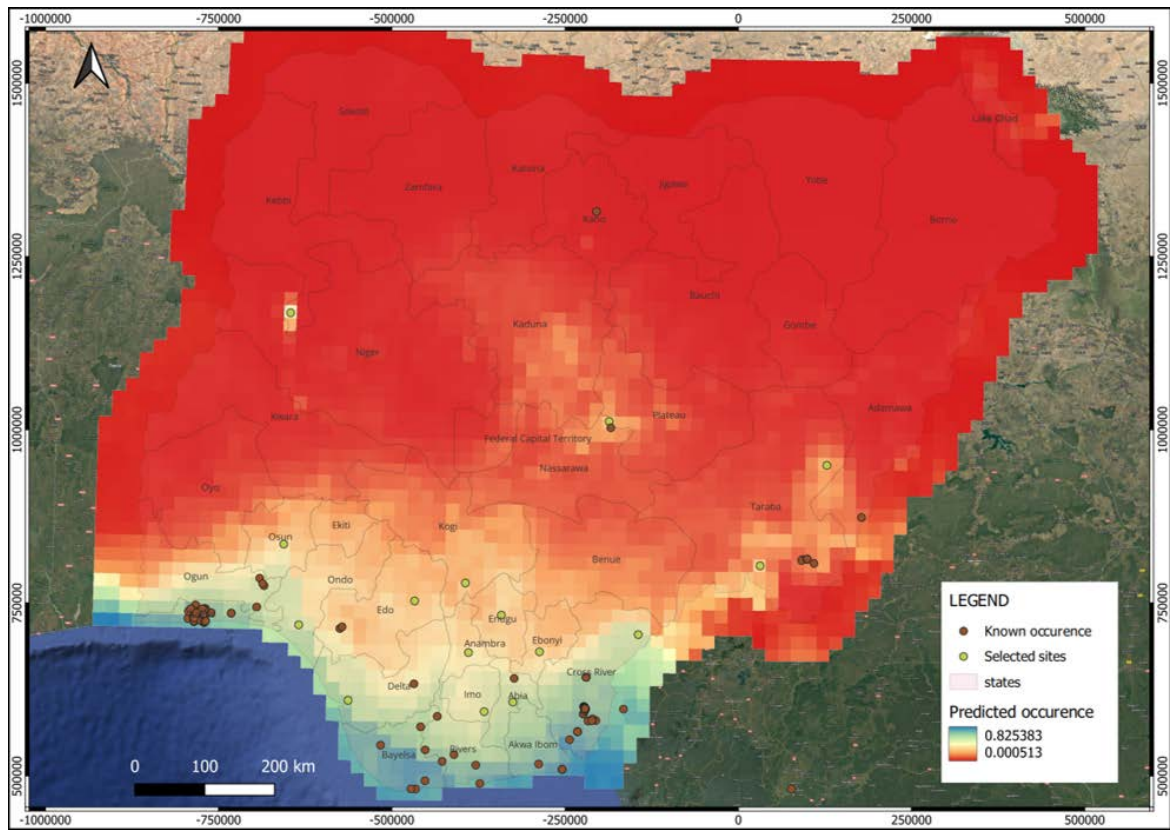 -1000000 -750000 -500000 -250000 0 250000 500000
1500000 1500000
Sokoto
Lake Chad
Katsina
Zamfara
Jigawa
Yobe
Kebbi
Kano
Borno
1250000 1250000
Bauchi
Kaduna
Gombe
Niger
Kwara
Plateau
Adamawa
1000000 1000000
Federal Capital Territory
Nassarawa
Oyo
Taraba
Ekiti
Kogi
Osun
Benue
Ogun
Ondo
750000 750000
Edo
Enugu
Anambra
Ebonyi
Cross River
Delta
Imo
Abia
Akwa Ibom
Rivers
Bayelsa
500000 500000
0 100 200 km
LEGEND
Known occurence
Selected sites
states
Predicted occurence
0.825383
0.000513
-1000000 -750000 -500000 -250000 0 250000 500000